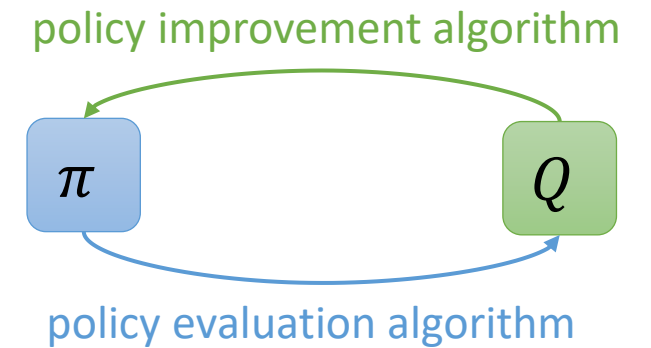 policy improvement algorithm
π
Q
policy evaluation algorithm